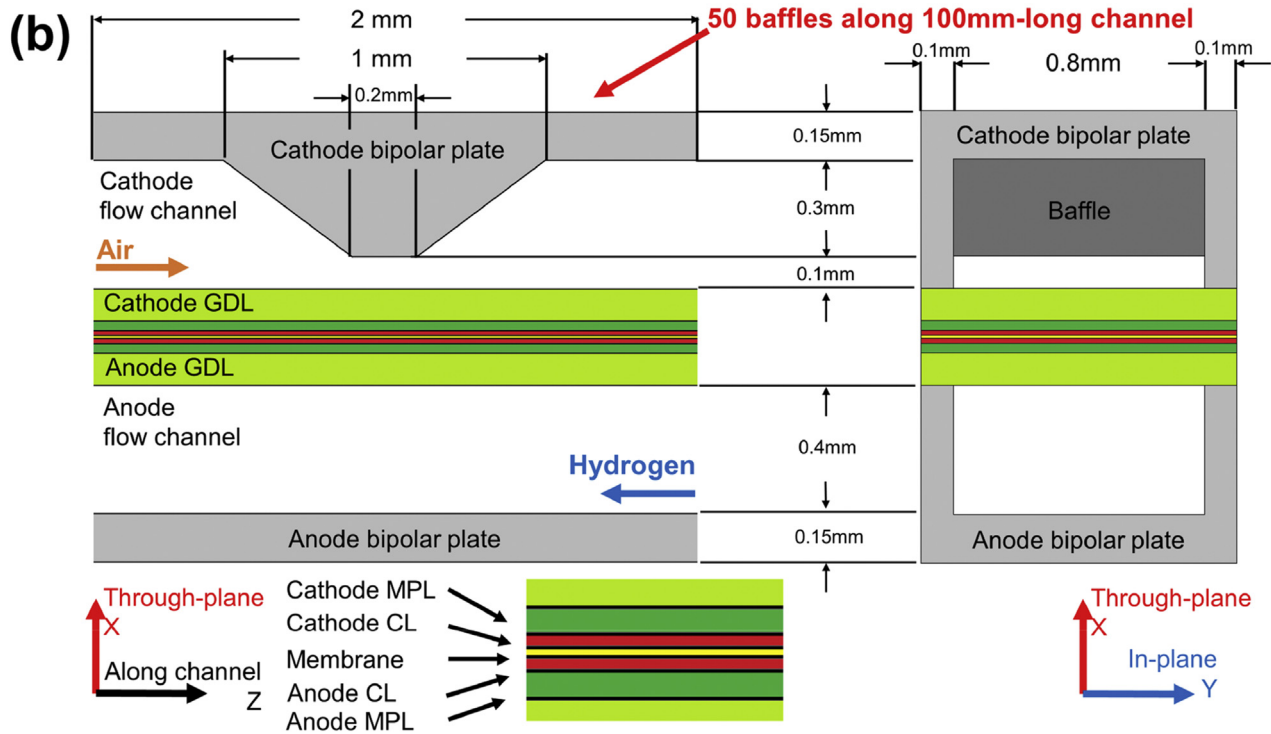 (b)
2 mm
50 baffles along 100mm-long channel
1 mm
0.2mm
0.1mm
0.8mm
0.1mm
Cathode bipolar plate
0.15mm
Cathode bipolar plate
Cathode
flow channel
0.3mm
Baffle
Air
0.1mm
Cathode GDL
Anode GDL
Anode
flow channel
0.4mm
Hydrogen
Anode bipolar plate
0.15mm
Anode bipolar plate
Through-plane
X
Along channel
Z
Cathode MPL
Cathode CL
Membrane
Anode CL
Anode MPL
Through-plane
X
In-plane
Y